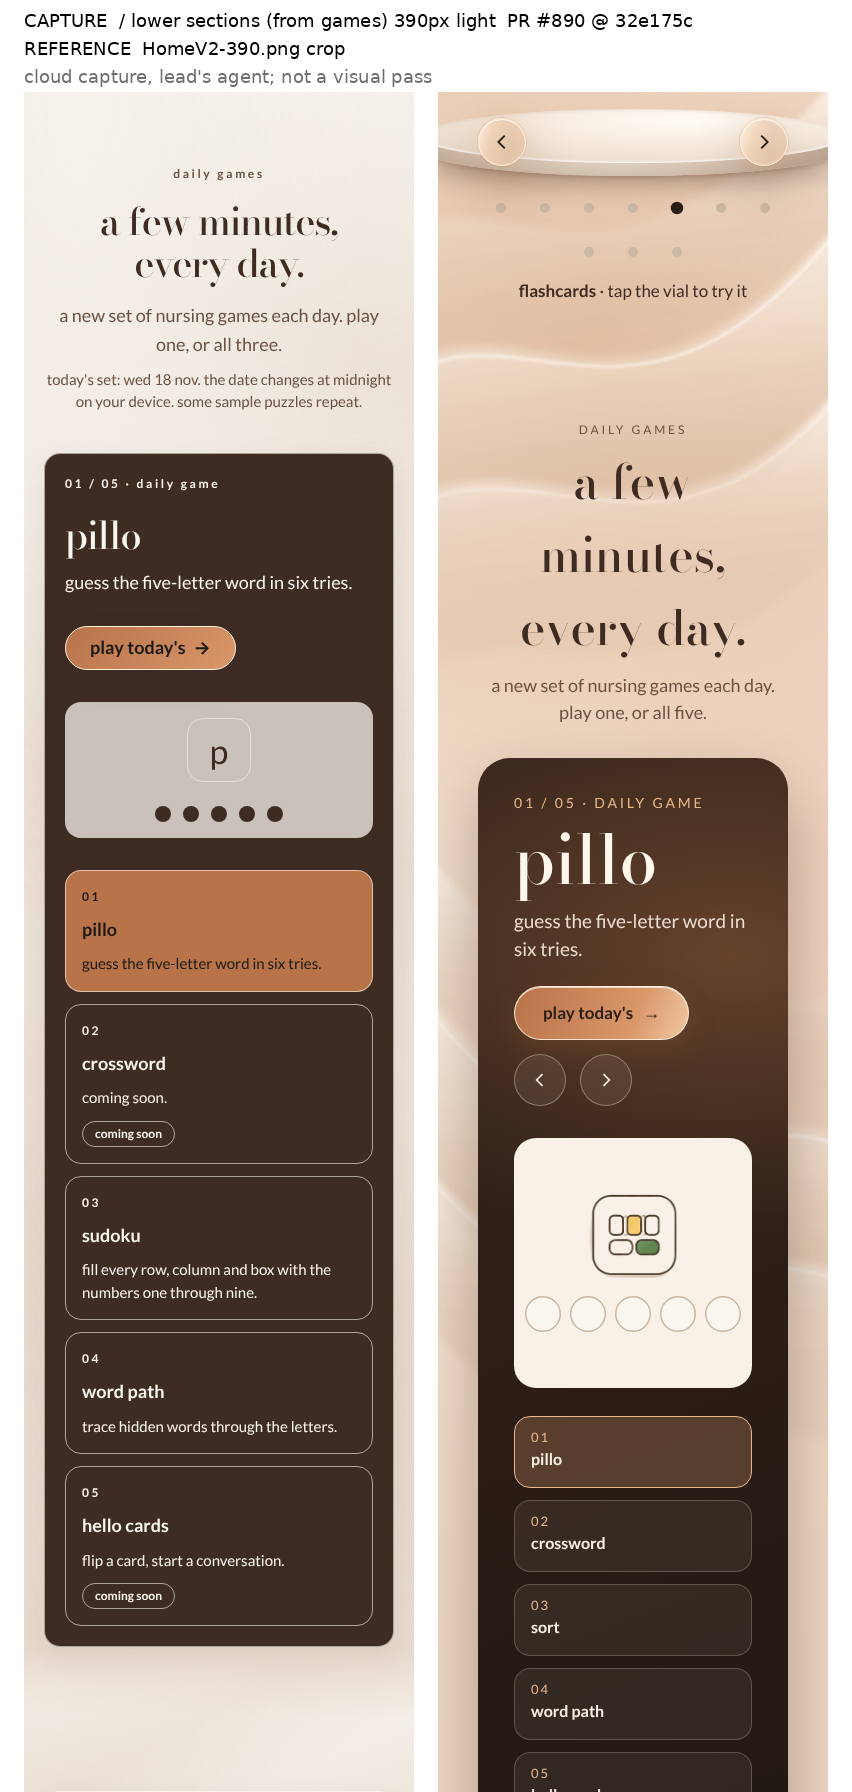 CAPTURE / lower sections (from games) 390px light PR #890 @ 32e175c
REFERENCE HomeV2-390.png crop
cloud capture, lead's agent; not a visual pass
daily games
a few minutes,
every day.
a new set of nursing games each day. play
one, or all three.
today's set: wed 18 nov. the date changes at midnight
on your device. some sample puzzles repeat.
01 / 05 · daily game
pillo
guess the five-letter word in six tries.
play today's →
p
01
pillo
guess the five-letter word in six tries.
02
crossword
coming soon.
coming soon
03
sudoku
fill every row, column and box with the
numbers one through nine.
04
word path
trace hidden words through the letters.
05
hello cards
flip a card, start a conversation.
coming soon
flashcards · tap the vial to try it
DAILY GAMES
a few
minutes,
every day.
a new set of nursing games each day.
play one, or all five.
01 / 05 · DAILY GAME
pillo
guess the five-letter word in
six tries.
play today's →
01
pillo
02
crossword
03
sort
04
word path
05